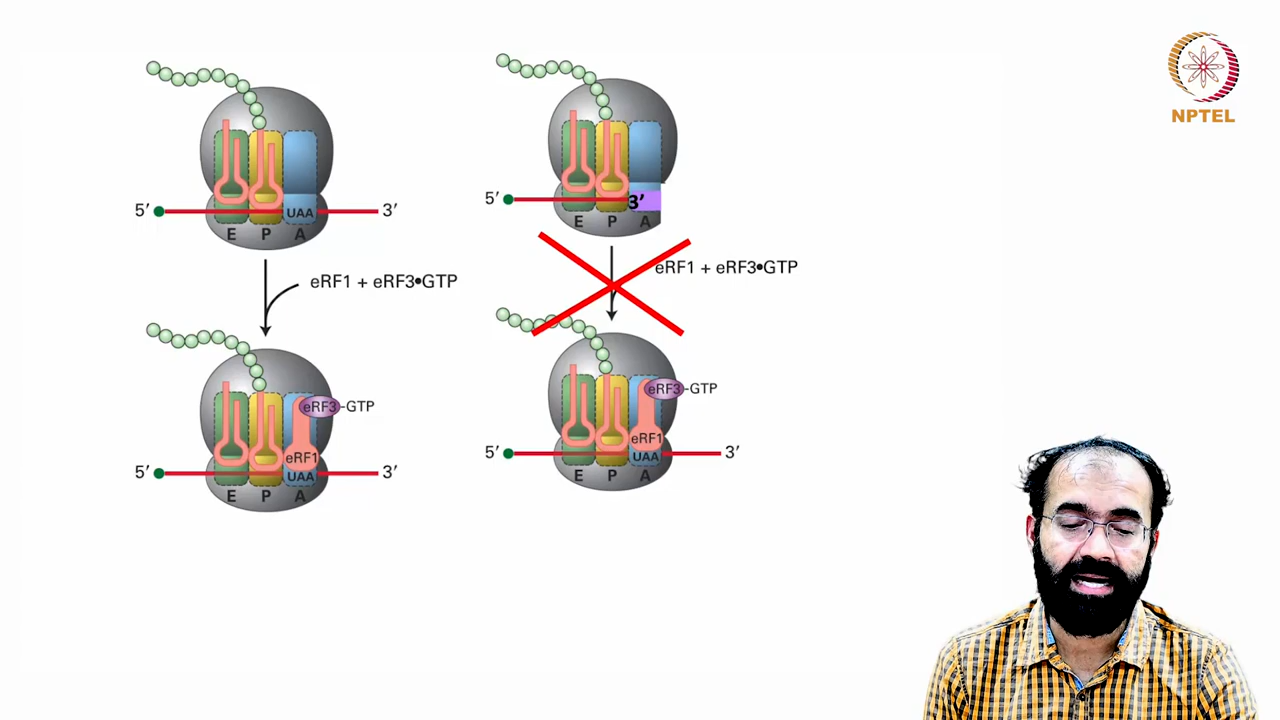 NPTEL
5′ UAA 3′
E P A
eRF1 + eRF3•GTP
eRF3-GTP
eRF1
5′ UAA 3′
E P A
5′ 3′
E P A
eRF1 + eRF3•GTP
eRF3-GTP
eRF1
5′ UAA 3′
E P A